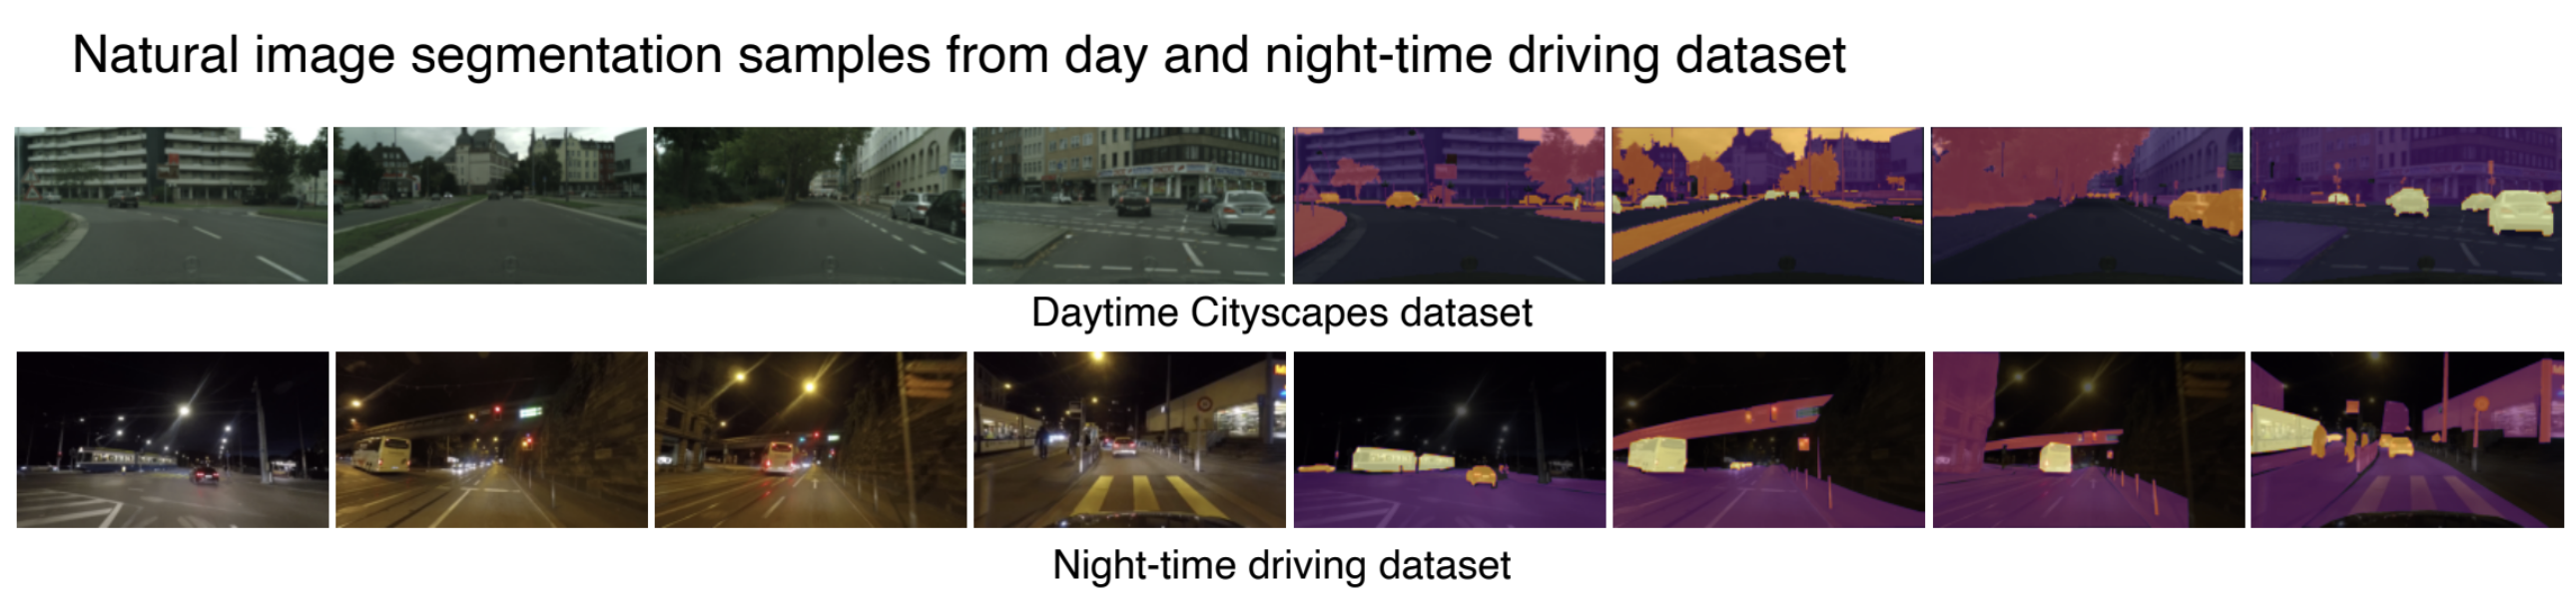 Natural image segmentation samples from day and night-time driving dataset
Daytime Cityscapes dataset
Night-time driving dataset